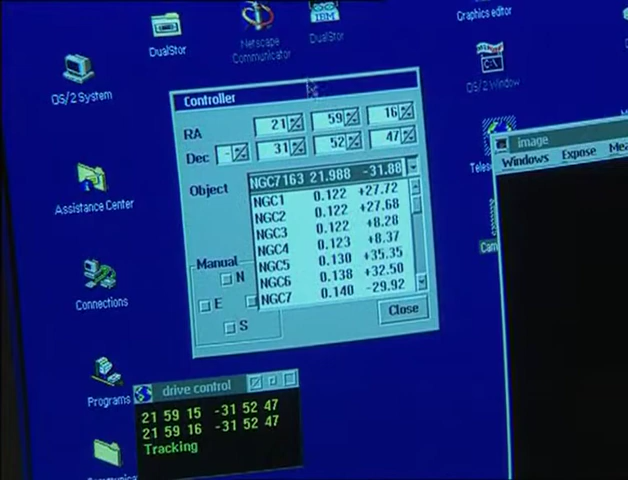 DualStor
Netscape
Communicator
IBM
DualStor
Graphics editor
OS/2 System
C:\
OS/2 Window
Controller
RA 21 59 16
Dec - 31 52 47
Object NGC7163 21.988 -31.88
NGC1 0.122 +27.72
NGC2 0.122 +27.68
NGC3 0.122 +8.28
NGC4 0.123 +8.37
NGC5 0.130 +35.35
NGC6 0.138 +32.50
NGC7 0.140 -29.92
Manual
N
E
S
Close
image
Windows Expose
Assistance Center
Connections
Programs
drive control
21 59 15 -31 52 47
21 59 16 -31 52 47
Tracking